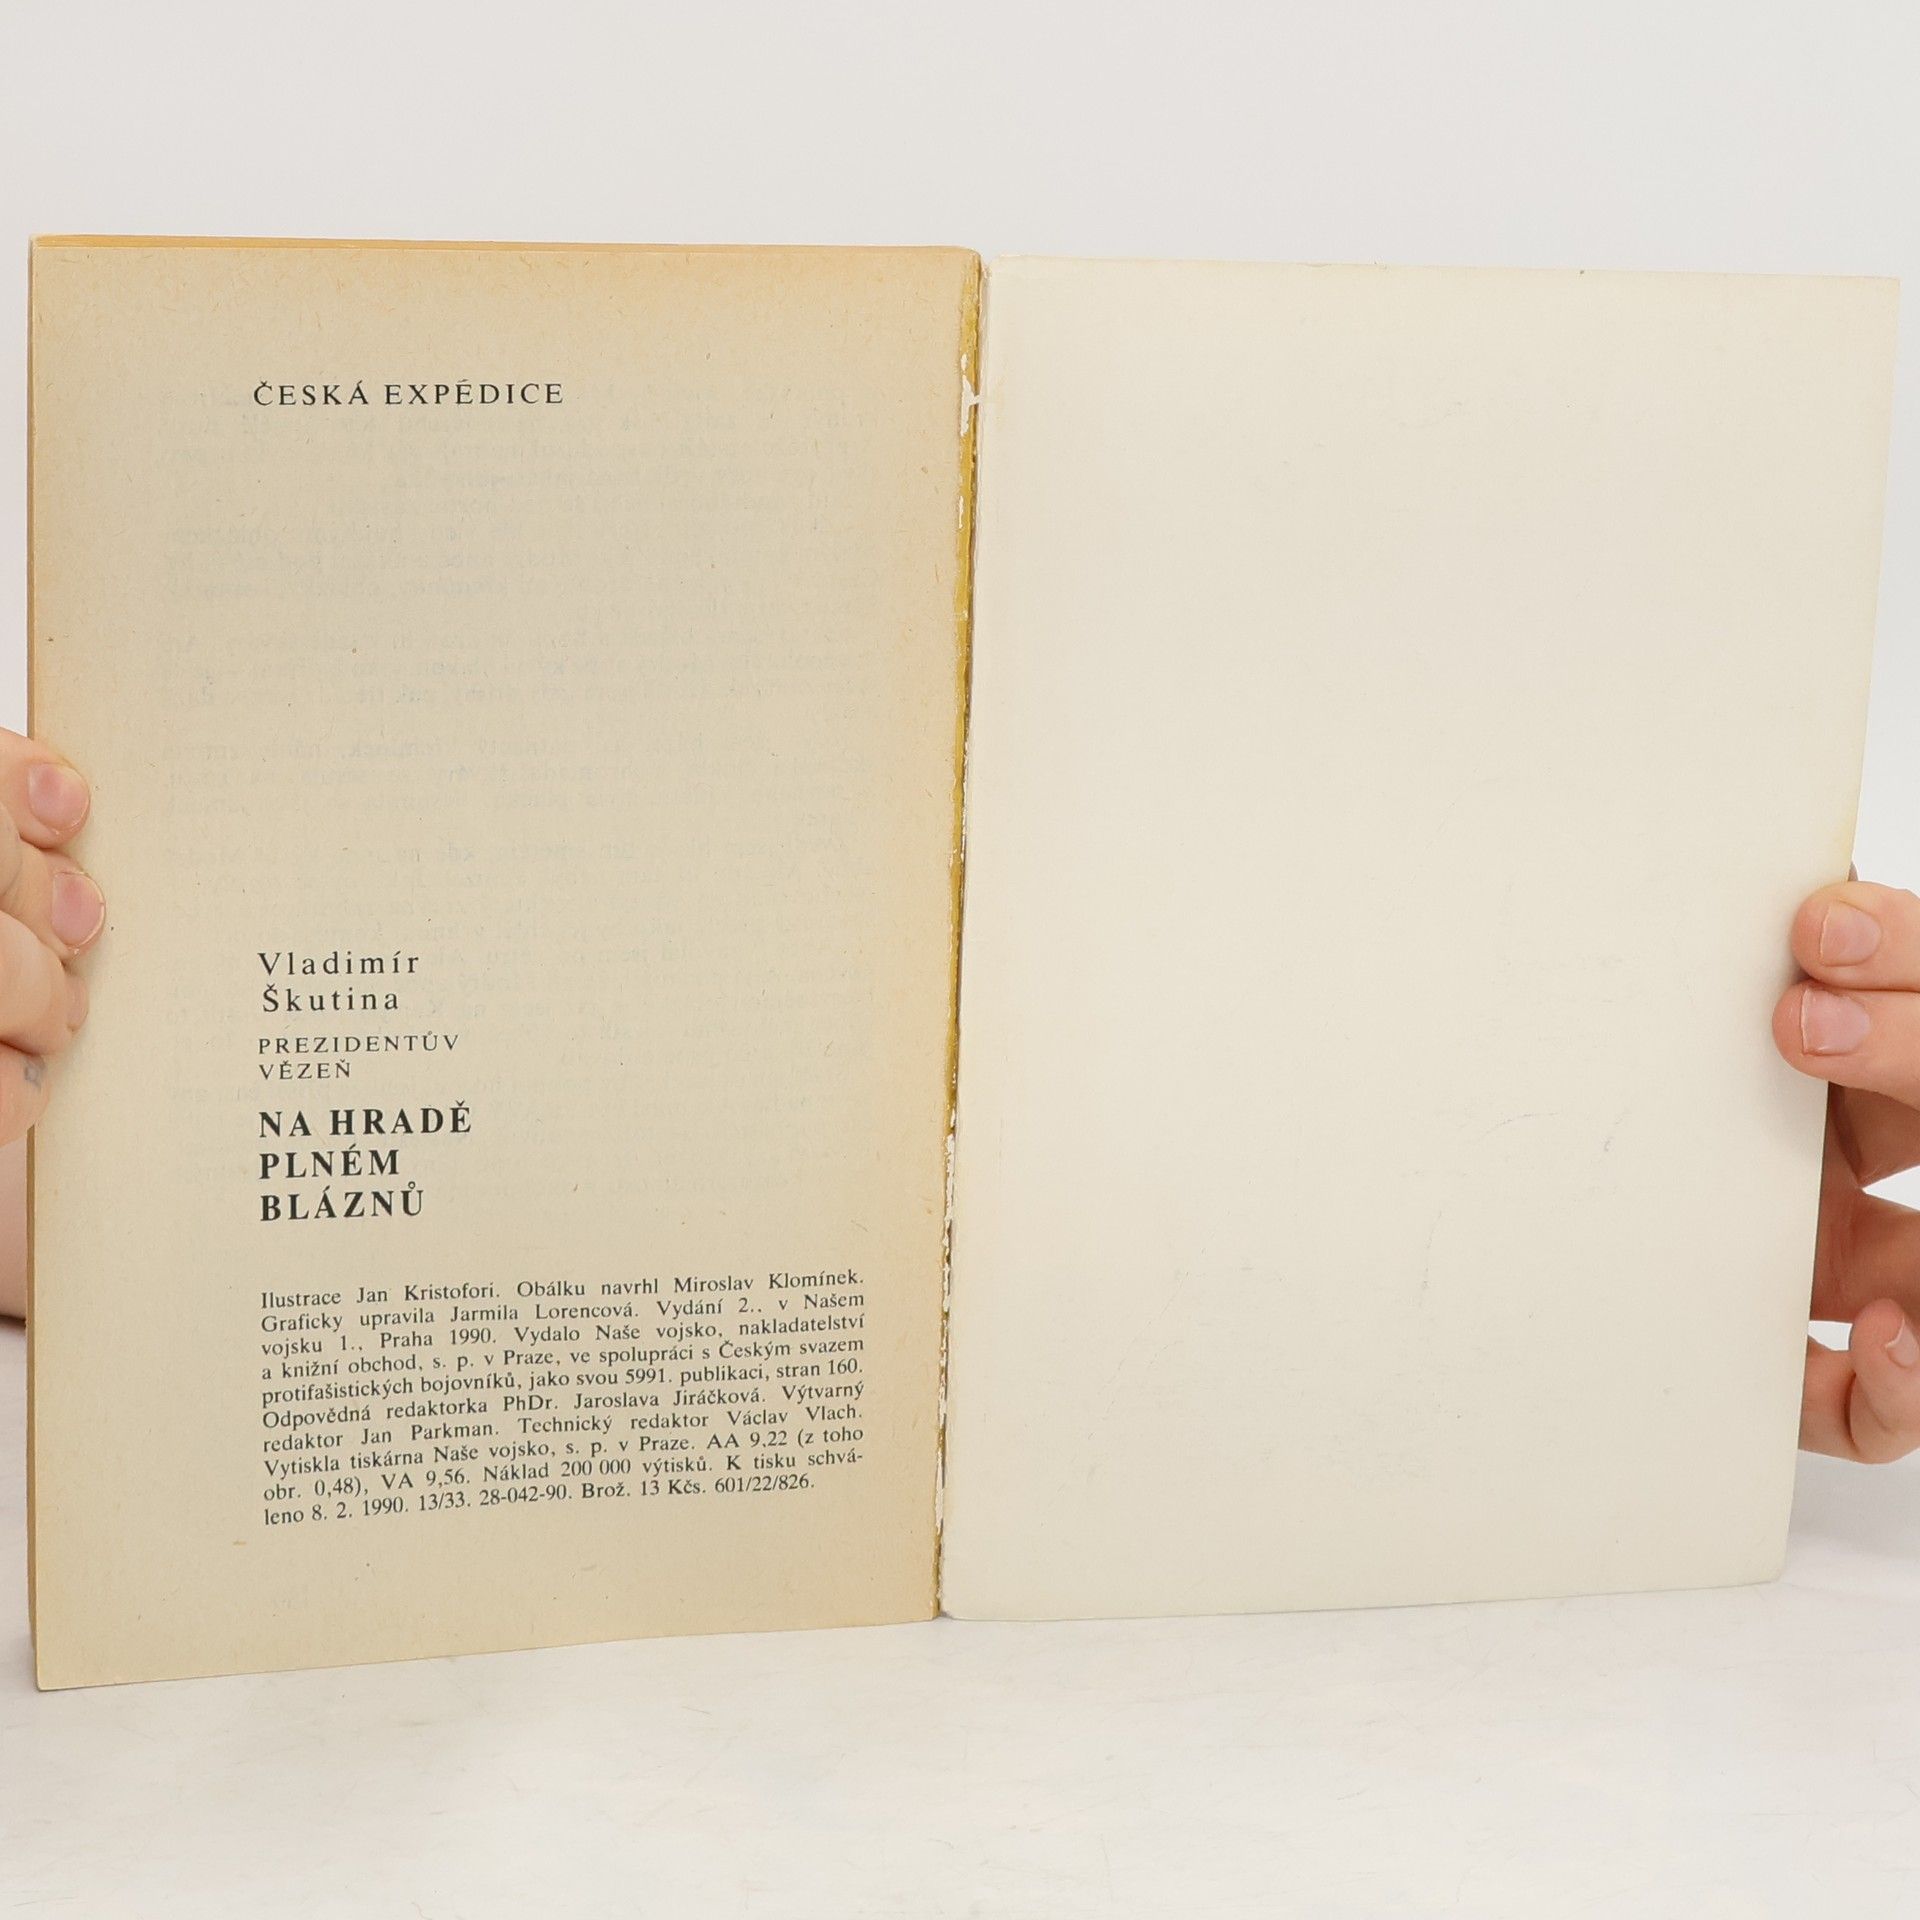 ČESKÁ EXPEDICE
Vladimír
Škutina
PREZIDENTŮV
VĚZEŇ
NA HRADĚ
PLNÉM
BLÁZNŮ
Ilustrace Jan Kristofori. Obálku navrhl Miroslav Klomínek.
Graficky upravila Jarmila Lorencová. Vydání 2., v Našem
vojsku 1., Praha 1990. Vydalo Naše vojsko, nakladatelství
a knižní obchod, s. p. v Praze, ve spolupráci s Českým svazem
protifašistických bojovníků, jako svou 5991. publikaci, stran 160.
Odpovědná redaktorka PhDr. Jaroslava Jiráčková. Výtvarný
redaktor Jan Parkman. Technický redaktor Václav Vlach.
Vytiskla tiskárna Naše vojsko, s. p. v Praze. AA 9,22 (z toho
obr. 0,48), VA 9,56. Náklad 200 000 výtisků. K tisku schvá-
leno 8. 2. 1990. 13/33. 28-042-90. Brož. 13 Kčs. 601/22/826.